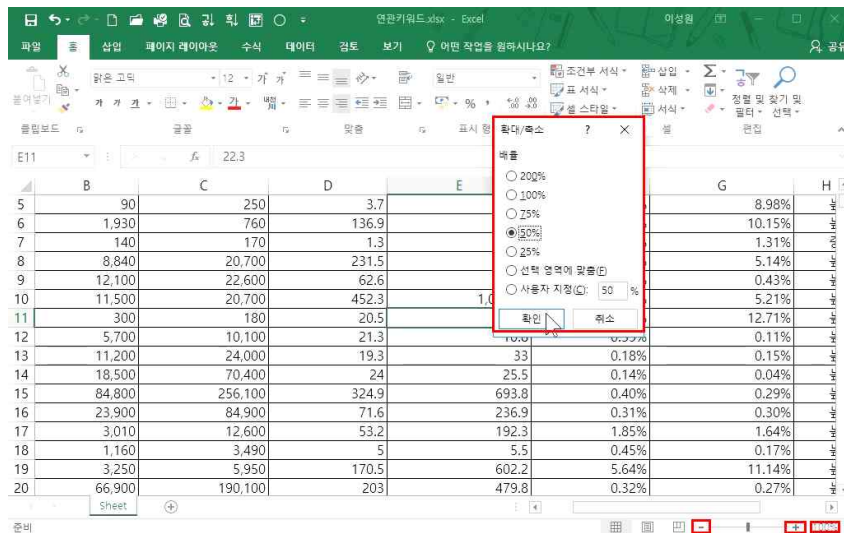 연관키워드.xlsx - Excel
이성원
파일 홈 삽입 페이지 레이아웃 수식 데이터 검토 보기 어떤 작업을 원하시나요? 공유
맑은 고딕 12 가 가 일반 조건부 서식 삽입
붙여넣기 표 서식 삭제
가 가 가 가 % , 셀 스타일 서식 정렬 및 필터 찾기 및 선택
클립보드 글꼴 맞춤 표시 형 셀 편집
E11 fx 22.3
B C D E G H
5 90 250 3.7 8.98%
6 1,930 760 136.9 10.15%
7 140 170 1.3 1.31%
8 8,840 20,700 231.5 5.14%
9 12,100 22,600 62.6 0.43%
10 11,500 20,700 452.3 5.21%
11 300 180 20.5 12.71%
12 5,700 10,100 21.3 0.11%
13 11,200 24,000 19.3 33 0.18% 0.15%
14 18,500 70,400 24 25.5 0.14% 0.04%
15 84,800 256,100 324.9 693.8 0.40% 0.29%
16 23,900 84,900 71.6 236.9 0.31% 0.30%
17 3,010 12,600 53.2 192.3 1.85% 1.64%
18 1,160 3,490 5 5.5 0.45% 0.17%
19 3,250 5,950 170.5 602.2 5.64% 11.14%
20 66,900 190,100 203 479.8 0.32% 0.27%
확대/축소 ? ×
배율
200%
100%
75%
50%
25%
선택 영역에 맞춤(F)
사용자 지정(C): 50 %
확인 취소
Sheet
준비 - + 100%